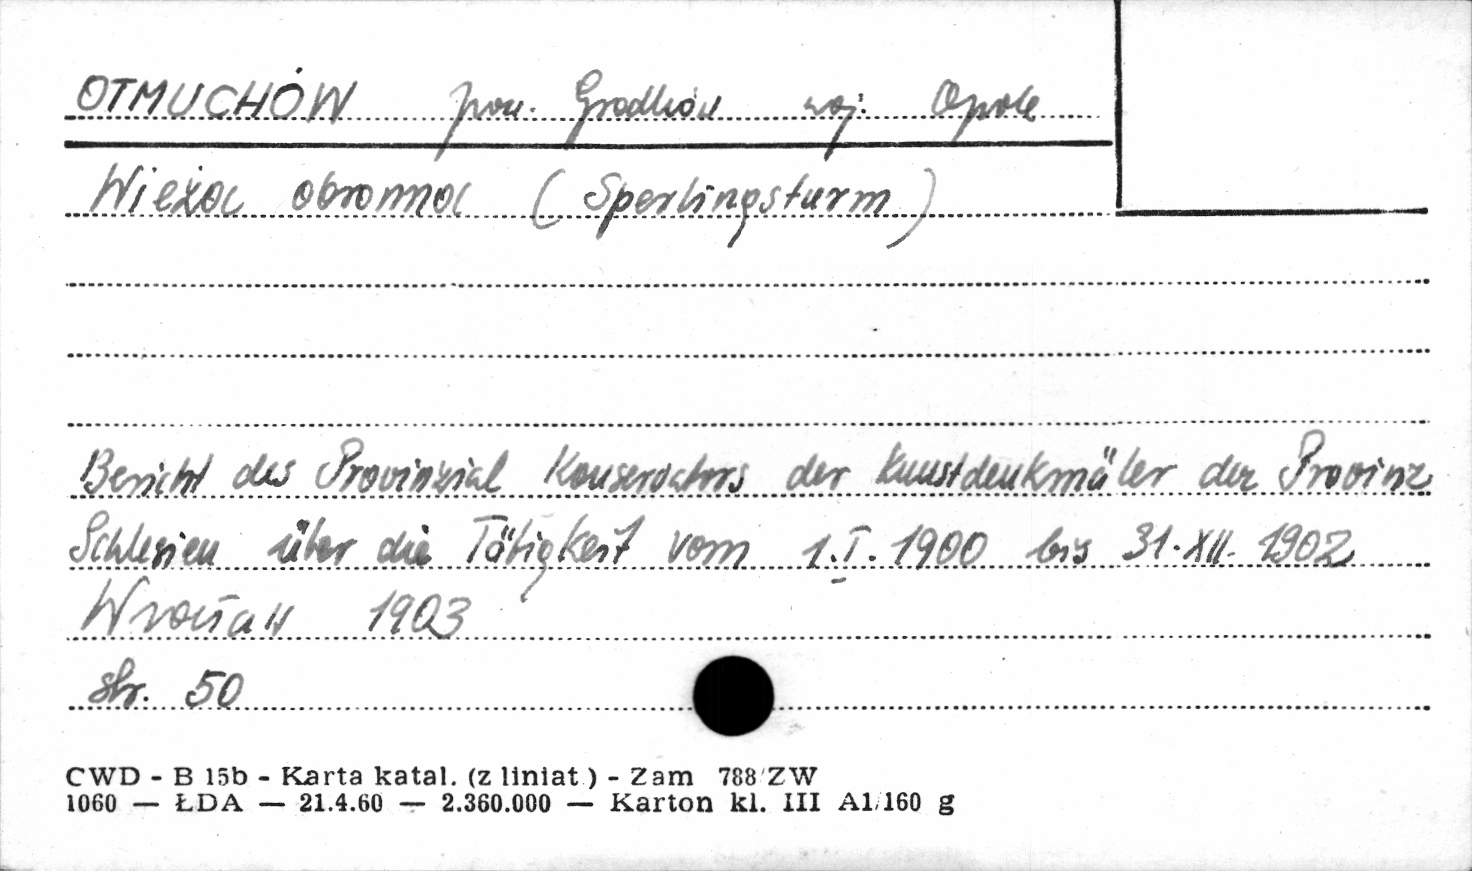 OTMUCHÓW pow. Grodków woj. Opole
Wieża obronna (Sperlingsturm)
Bericht des Provinzial Konservators der Kunstdenkmäler der Provinz
Schlesien über die Tätigkeit vom 1.I.1900 bis 31.XII.1902
Wrocław 1903
str. 50
CWD - B 15b - Karta katal. (z liniat.) - Zam 788/ZW
1060 — ŁDA — 21.4.60 — 2.360.000 — Karton kl. III A1/160 g